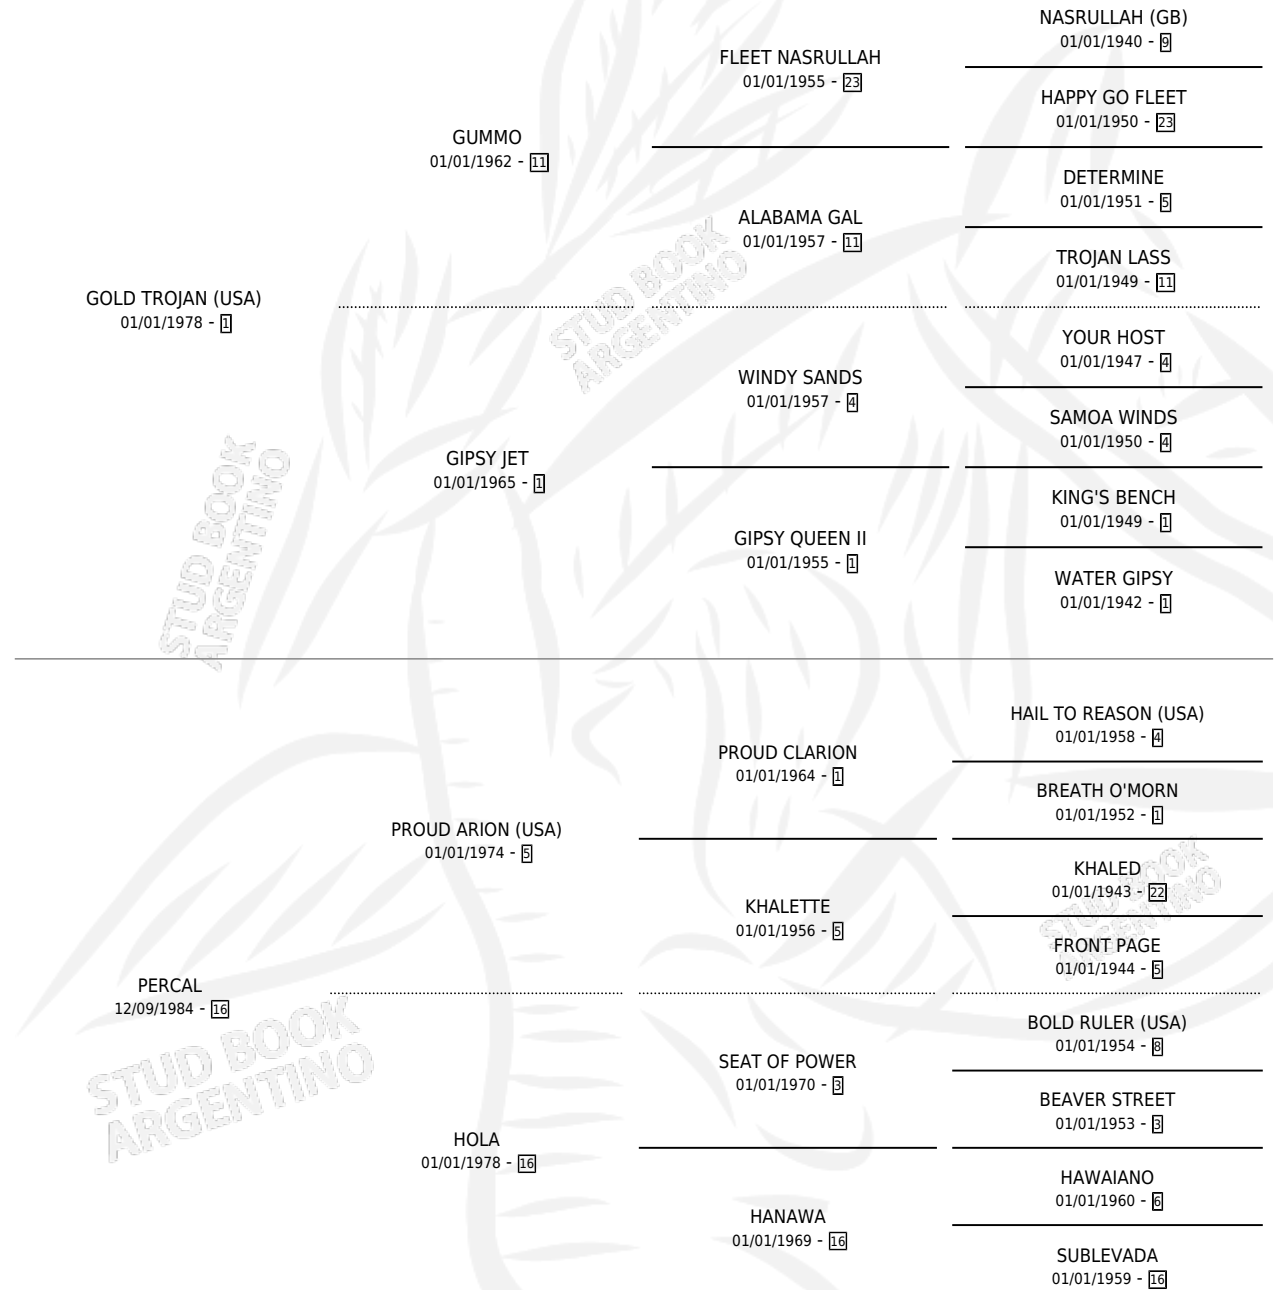 NASRULLAH (GB)
01/01/1940 - 9
FLEET NASRULLAH
01/01/1955 - 23
HAPPY GO FLEET
01/01/1950 - 23
GUMMO
01/01/1962 - 11
DETERMINE
01/01/1951 - 5
ALABAMA GAL
01/01/1957 - 11
TROJAN LASS
01/01/1949 - 11
GOLD TROJAN (USA)
01/01/1978 - 1
YOUR HOST
01/01/1947 - 4
WINDY SANDS
01/01/1957 - 4
SAMOA WINDS
01/01/1950 - 4
GIPSY JET
01/01/1965 - 1
KING'S BENCH
01/01/1949 - 1
GIPSY QUEEN II
01/01/1955 - 1
WATER GIPSY
01/01/1942 - 1
HAIL TO REASON (USA)
01/01/1958 - 4
PROUD CLARION
01/01/1964 - 1
BREATH O'MORN
01/01/1952 - 1
PROUD ARION (USA)
01/01/1974 - 5
KHALED
01/01/1943 - 22
KHALETTE
01/01/1956 - 5
FRONT PAGE
01/01/1944 - 5
PERCAL
12/09/1984 - 16
BOLD RULER (USA)
01/01/1954 - 8
SEAT OF POWER
01/01/1970 - 3
BEAVER STREET
01/01/1953 - 3
HOLA
01/01/1978 - 16
HAWAIANO
01/01/1960 - 6
HANAWA
01/01/1969 - 16
SUBLEVADA
01/01/1959 - 16
STUD BOOK
ARGENTINO
STUD BOOK
ARGENTINO
STUD BOOK
ARGENTINO
STUD BOOK
ARGENTINO